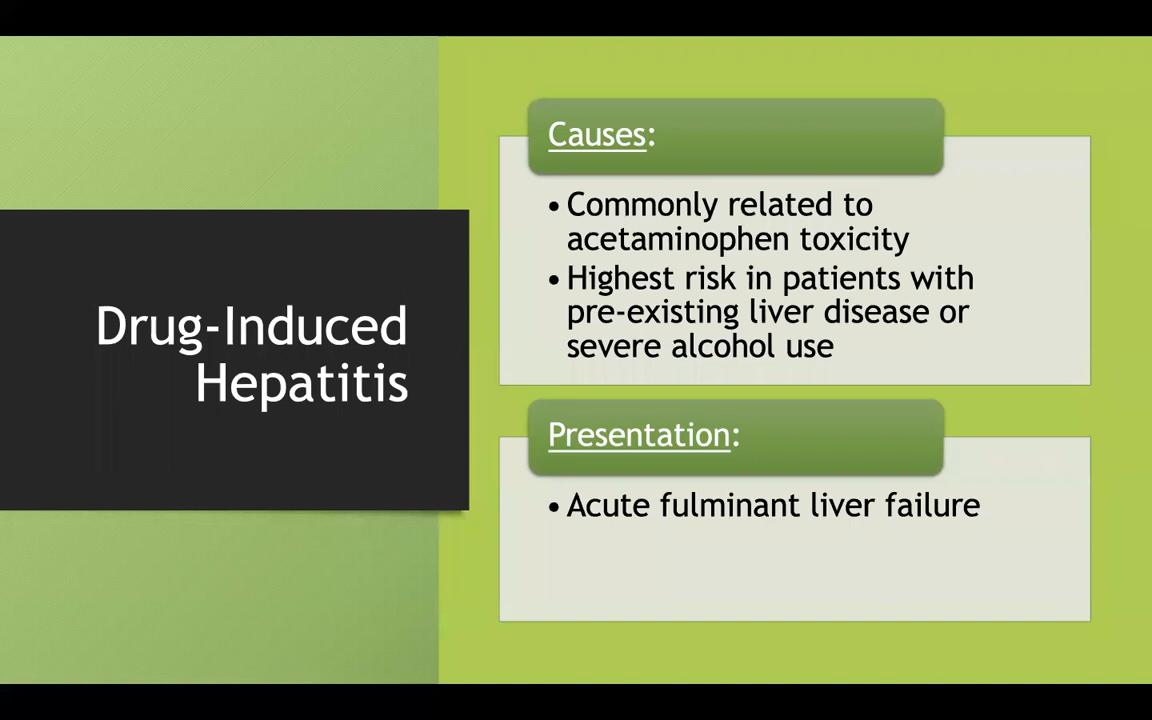 Drug-Induced
Hepatitis
Causes:
• Commonly related to
acetaminophen toxicity
• Highest risk in patients with
pre-existing liver disease or
severe alcohol use
Presentation:
• Acute fulminant liver failure